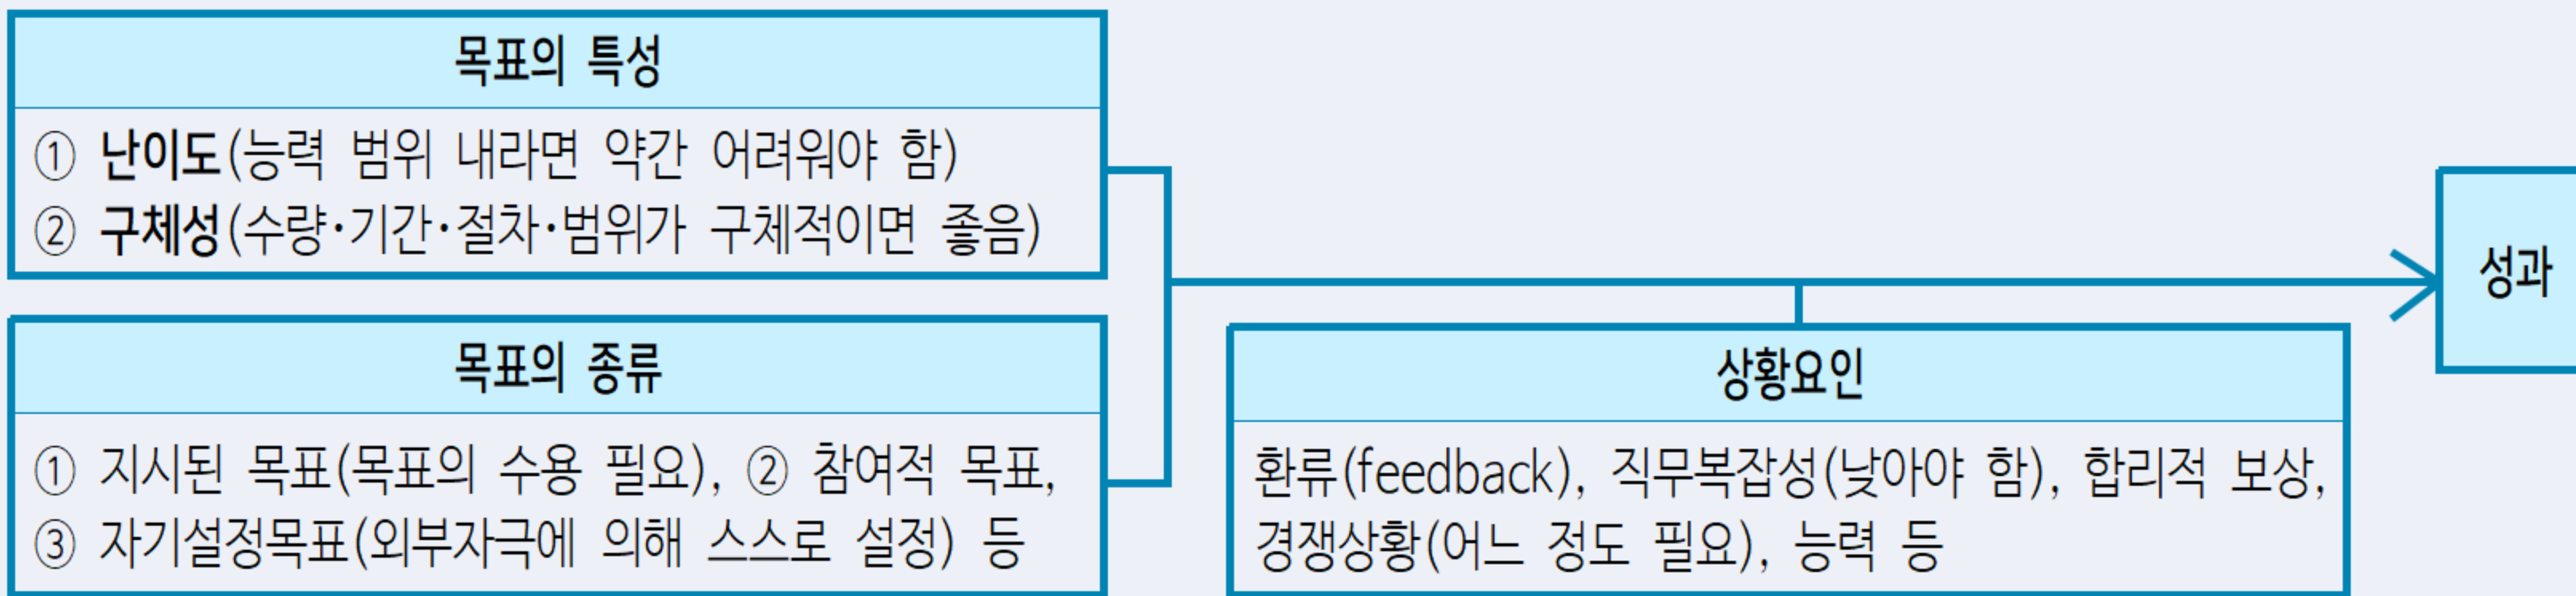 목표의 특성
① 난이도(능력 범위 내라면 약간 어려워야 함)
② 구체성(수량·기간·절차·범위가 구체적이면 좋음)
목표의 종류
① 지시된 목표(목표의 수용 필요), ② 참여적 목표,
③ 자기설정목표(외부자극에 의해 스스로 설정) 등
상황요인
환류(feedback), 직무복잡성(낮아야 함), 합리적 보상,
경쟁상황(어느 정도 필요), 능력 등
성과